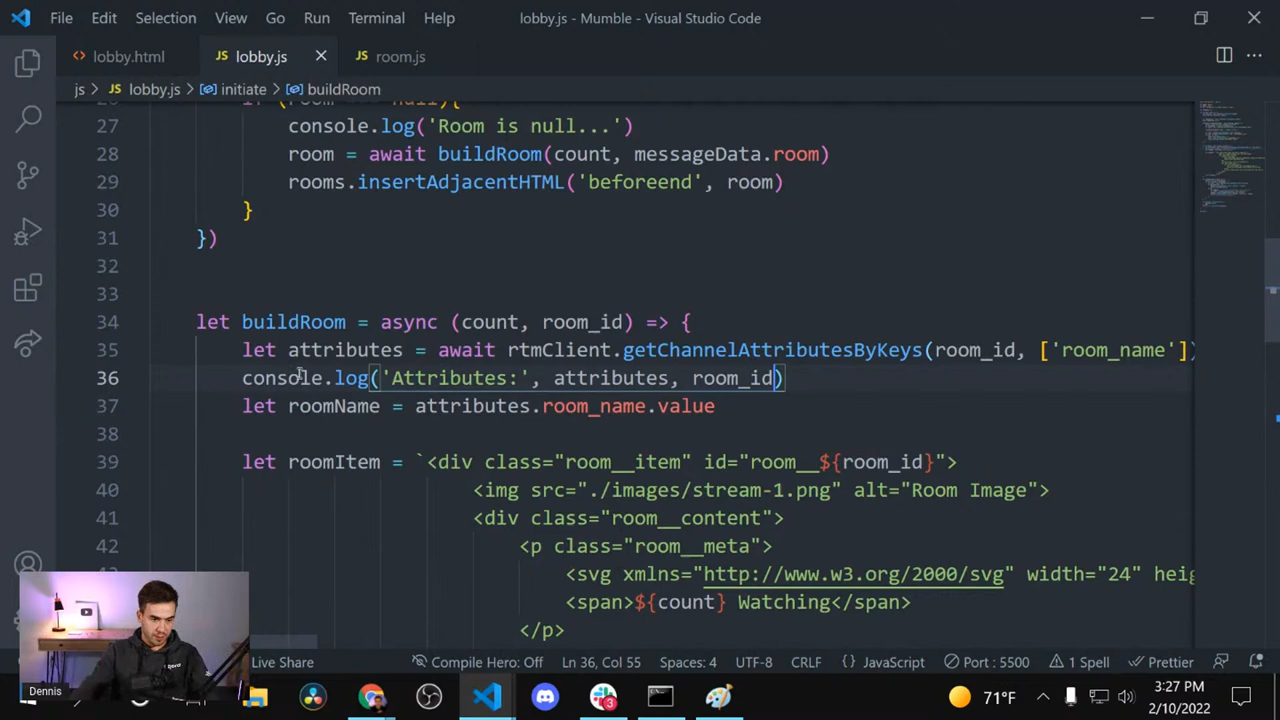 File Edit Selection View Go Run Terminal Help lobby.js - Mumble - Visual Studio Code
lobby.html JS lobby.js JS room.js
js > JS lobby.js > initiate > buildRoom
27 console.log('Room is null...')
28 room = await buildRoom(count, messageData.room)
29 rooms.insertAdjacentHTML('beforeend', room)
30 }
31 })
32
33
34 let buildRoom = async (count, room_id) => {
35 let attributes = await rtmClient.getChannelAttributesByKeys(room_id, ['room_name'])
36 console.log('Attributes:', attributes, room_id)
37 let roomName = attributes.room_name.value
38
39 let roomItem = `<div class="room__item" id="room__${room_id}">
40 <img src="./images/stream-1.png" alt="Room Image">
41 <div class="room__content">
42 <p class="room__meta">
<svg xmlns="http://www.w3.org/2000/svg" width="24" hei
<span>${count} Watching</span>
</p>
Live Share Compile Hero: Off Ln 36, Col 55 Spaces: 4 UTF-8 CRLF {} JavaScript Port : 5500 1 Spell Prettier
Dennis
3
71°F 3:27 PM
2/10/2022